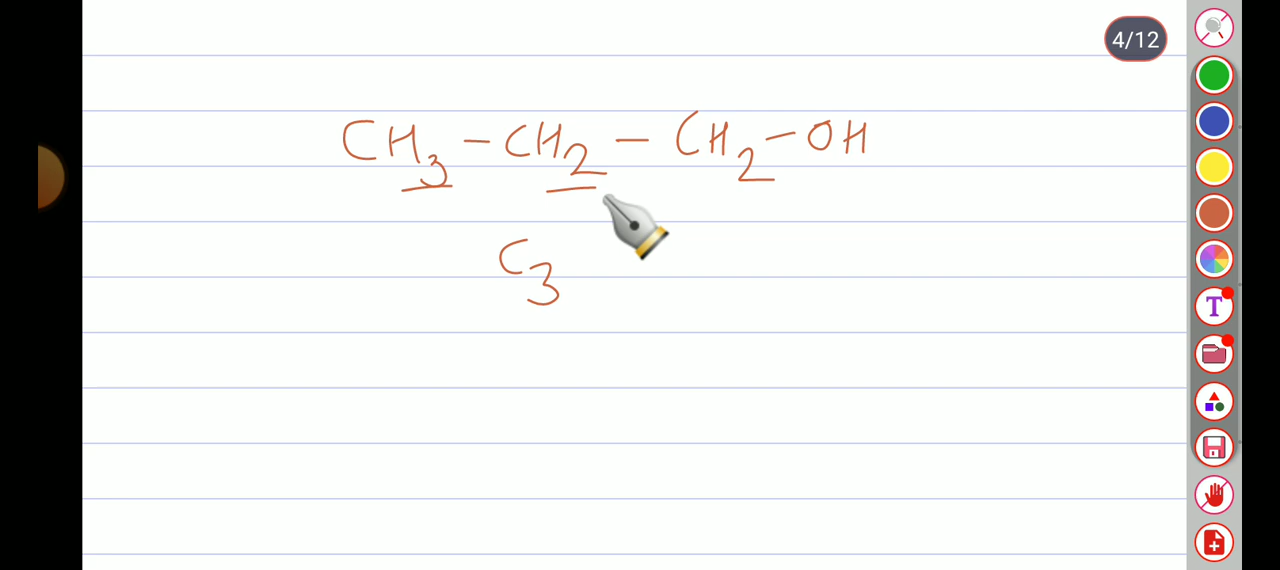 4/12
CH₃ – CH₂ – CH₂ – OH
C₃
T